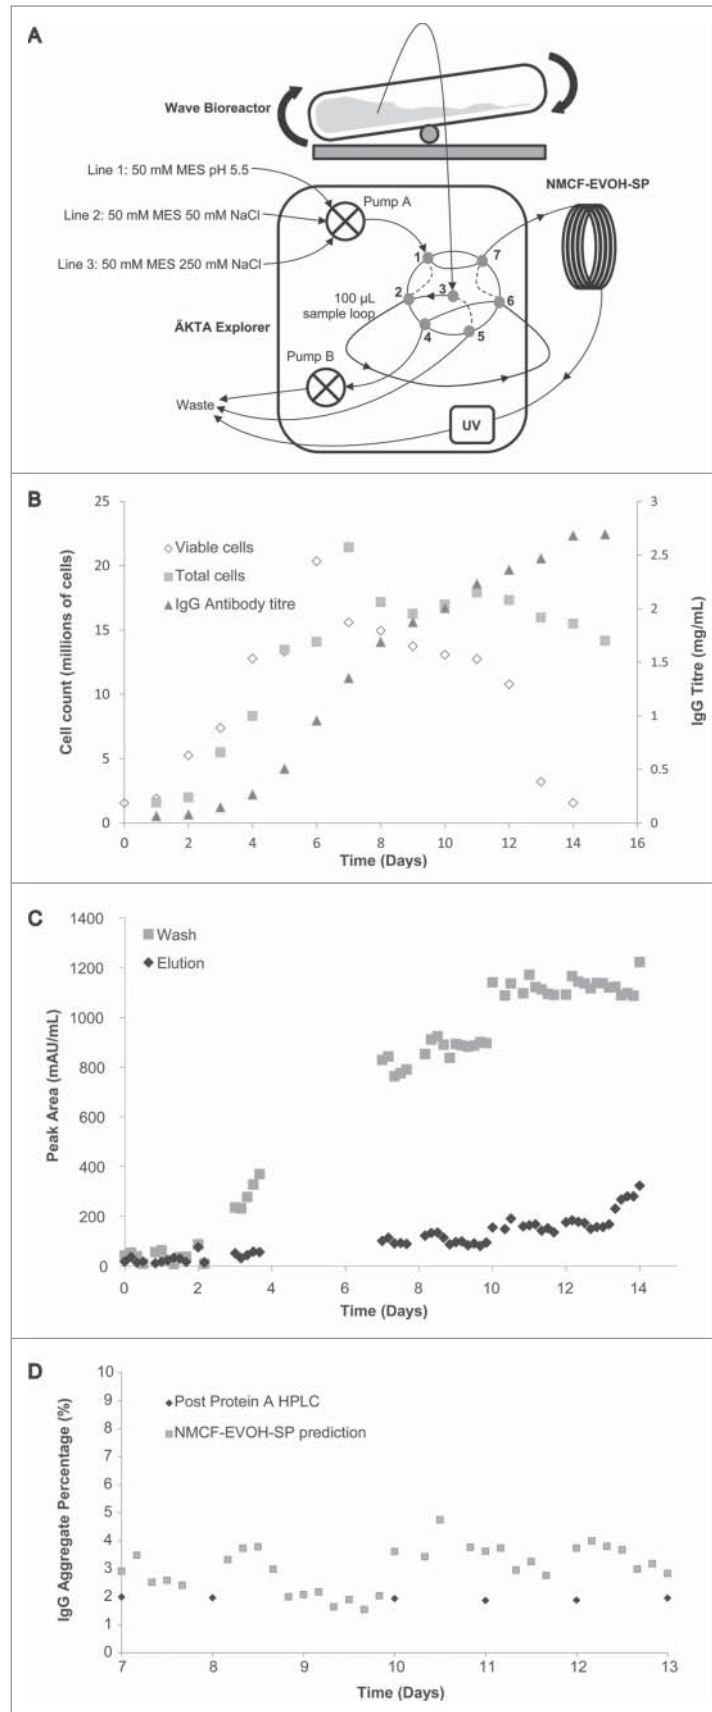 A
Wave Bioreactor
Line 1: 50 mM MES pH 5.5
NMCF-EVOH-SP
Pump A
Line 2: 50 mM MES 50 mM NaCl
Line 3: 50 mM MES 250 mM NaCl
1
7
2
3
6
100 µL
sample loop
4
5
ÄKTA Explorer
Pump B
Waste
UV
B
25
20
15
10
5
0
Cell count (millions of cells)
Viable cells
Total cells
IgG Antibody titre
3
2.5
2
1.5
1
0.5
0
IgG Titre (mg/mL)
0 2 4 6 8 10 12 14 16
Time (Days)
C
1400
1200
1000
800
600
400
200
0
Peak Area (mAU/mL)
Wash
Elution
0 2 4 6 8 10 12 14
Time (Days)
D
10
9
8
7
6
5
4
3
2
1
0
IgG Aggregate Percentage (%)
Post Protein A HPLC
NMCF-EVOH-SP prediction
7 8 9 10 11 12 13
Time (Days)